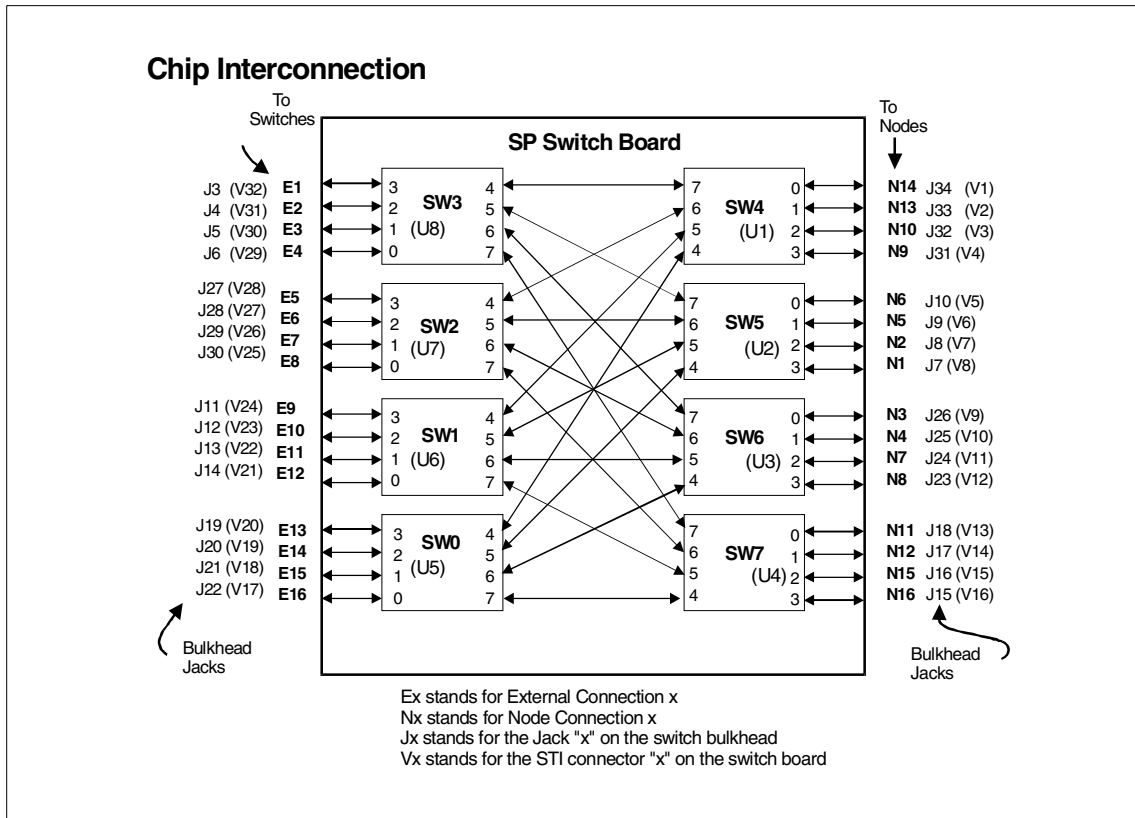 Chip Interconnection
To
Switches
To
Nodes
SP Switch Board
J3 (V32) E1 3 SW3 4 7 SW4 0 N14 J34 (V1)
J4 (V31) E2 2 (U8) 5 6 (U1) 1 N13 J33 (V2)
J5 (V30) E3 1 6 5 2 N10 J32 (V3)
J6 (V29) E4 0 7 4 3 N9 J31 (V4)
J27 (V28) E5 3 SW2 4 7 SW5 0 N6 J10 (V5)
J28 (V27) E6 2 (U7) 5 6 (U2) 1 N5 J9 (V6)
J29 (V26) E7 1 6 5 2 N2 J8 (V7)
J30 (V25) E8 0 7 4 3 N1 J7 (V8)
J11 (V24) E9 3 SW1 4 7 SW6 0 N3 J26 (V9)
J12 (V23) E10 2 (U6) 5 6 (U3) 1 N4 J25 (V10)
J13 (V22) E11 1 6 5 2 N7 J24 (V11)
J14 (V21) E12 0 7 4 3 N8 J23 (V12)
J19 (V20) E13 3 SW0 4 7 SW7 0 N11 J18 (V13)
J20 (V19) E14 2 (U5) 5 6 (U4) 1 N12 J17 (V14)
J21 (V18) E15 1 6 5 2 N15 J16 (V15)
J22 (V17) E16 0 7 4 3 N16 J15 (V16)
Bulkhead
Jacks
Bulkhead
Jacks
Ex stands for External Connection x
Nx stands for Node Connection x
Jx stands for the Jack "x" on the switch bulkhead
Vx stands for the STI connector "x" on the switch board